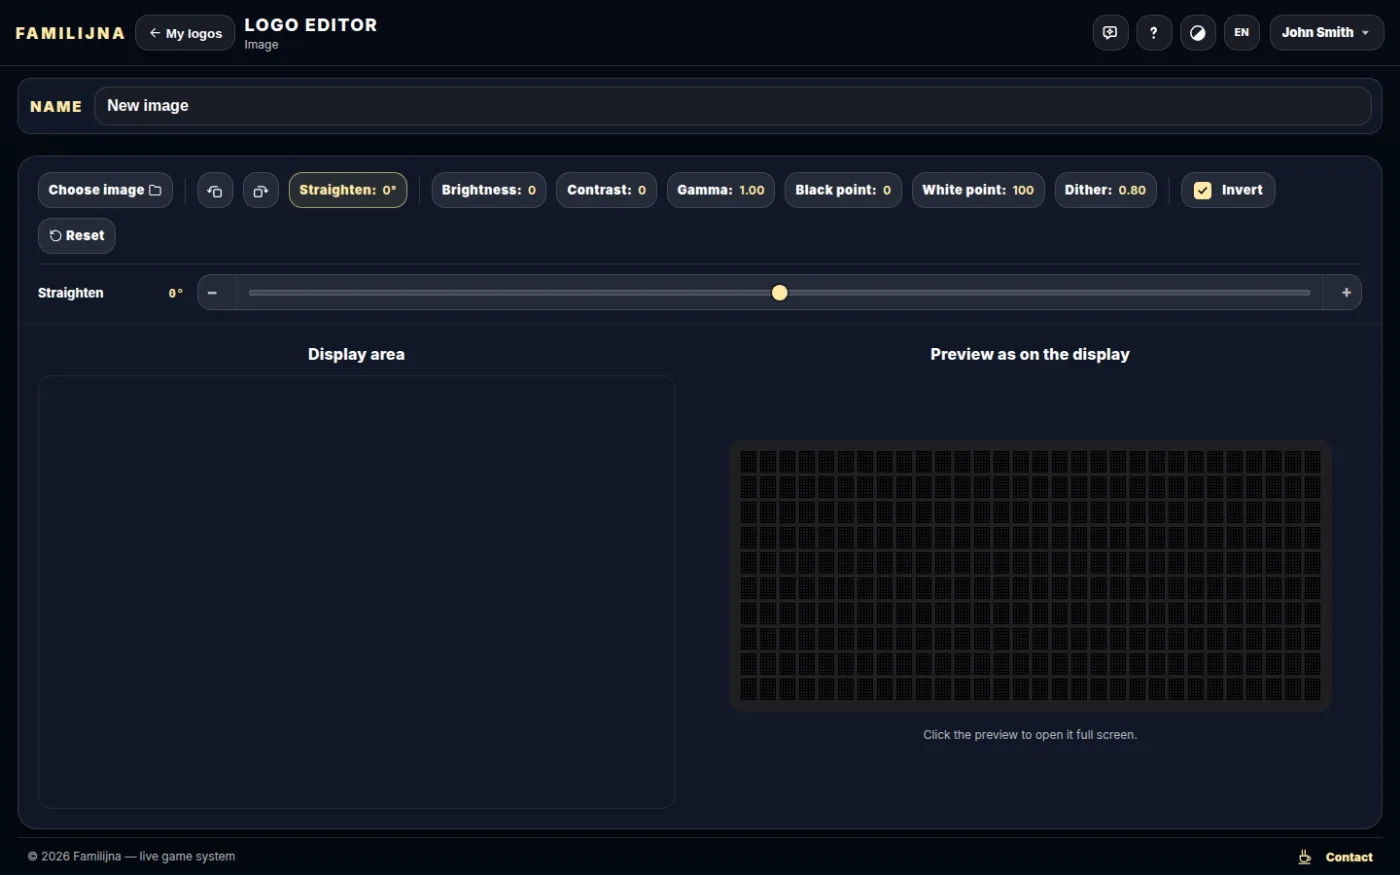 FAMILIJNA
← My logos
LOGO EDITOR
Image
?
EN
John Smith
NAME
New image
Choose image
Straighten: 0°
Brightness: 0
Contrast: 0
Gamma: 1.00
Black point: 0
White point: 100
Dither: 0.80
Invert
Reset
Straighten 0° − +
Display area
Preview as on the display
Click the preview to open it full screen.
© 2026 Familijna — live game system
Contact